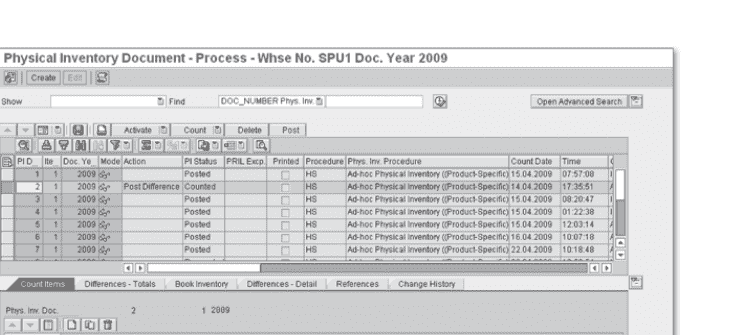 Physical Inventory Document - Process - Whse No. SPU1 Doc. Year 2009
Create Edit
Show Find DOC_NUMBER Phys. Inv. Open Advanced Search
Activate Count Delete Post
PI D_ Ite_ Doc. Ye_ Mode Action PI Status PRIL Excp. Printed Procedure Phys. Inv. Procedure Count Date Time
1 1 2009 Posted HS Ad-hoc Physical Inventory ((Product-Specific) 15.04.2009 07:57:08
2 1 2009 Post Difference Counted HS Ad-hoc Physical Inventory ((Product-Specific) 14.04.2009 17:35:51
3 1 2009 Posted HS Ad-hoc Physical Inventory ((Product-Specific) 15.04.2009 08:20:47
4 1 2009 Posted HS Ad-hoc Physical Inventory ((Product-Specific) 15.04.2009 01:22:38
5 1 2009 Posted HS Ad-hoc Physical Inventory ((Product-Specific) 15.04.2009 12:03:14
6 1 2009 Posted HS Ad-hoc Physical Inventory ((Product-Specific) 16.04.2009 10:07:18
7 1 2009 Posted HS Ad-hoc Physical Inventory ((Product-Specific) 22.04.2009 10:18:48
Count Items Differences - Totals Book Inventory Differences - Detail References Change History
Phys. Inv. Doc. 2 1 2009